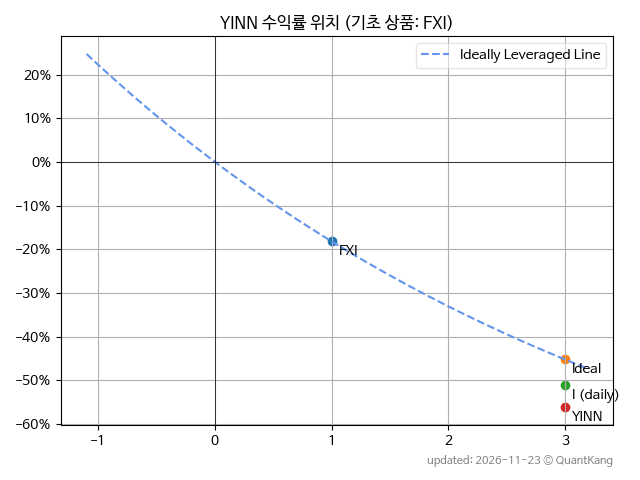 YINN 수익률 위치 (기초 상품: FXI)
Ideally Leveraged Line
20%
10%
0%
−10%
−20%
−30%
−40%
−50%
−60%
FXI
Ideal
I (daily)
YINN
−1
0
1
2
3
updated: 2026-11-23 © QuantKang